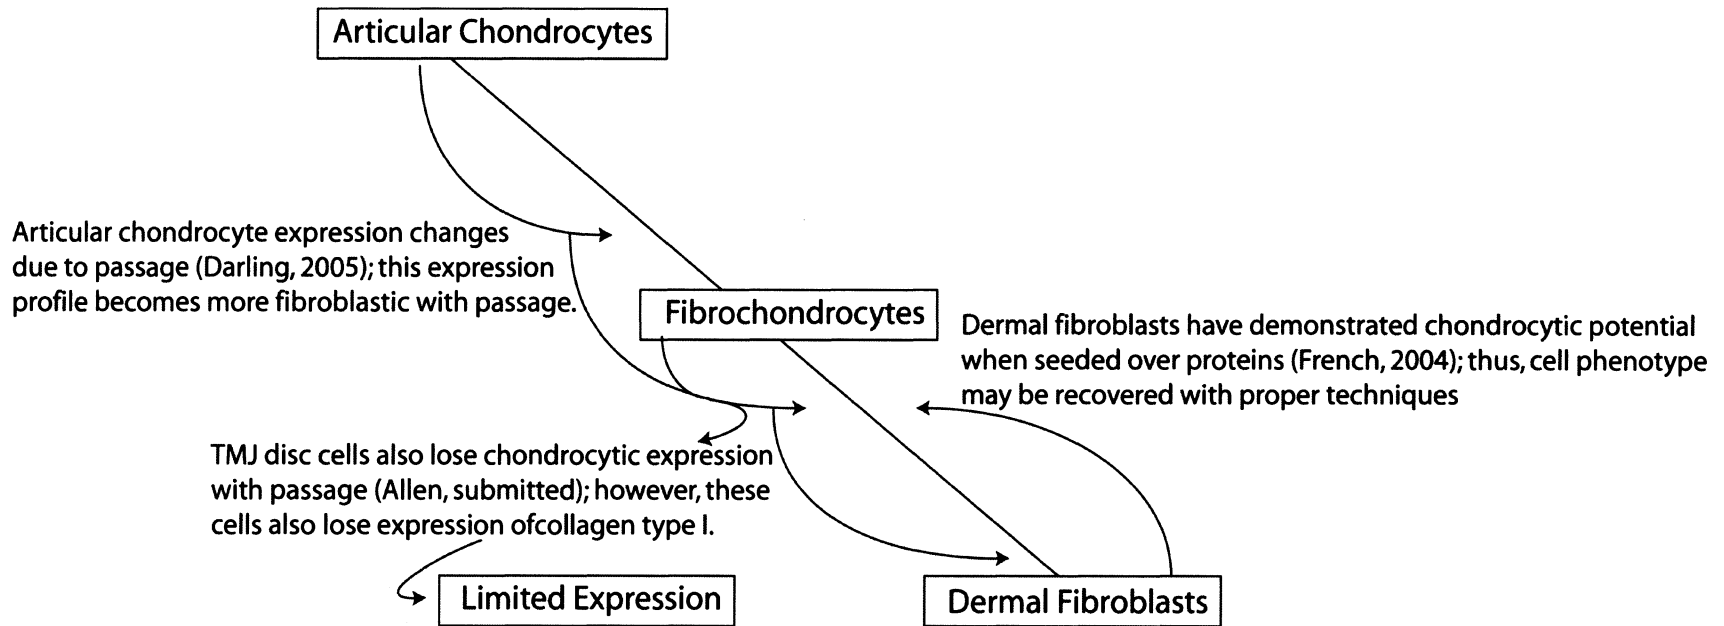 Articular Chondrocytes
Articular chondrocyte expression changes
due to passage (Darling, 2005); this expression
profile becomes more fibroblastic with passage.
Fibrochondrocytes
Dermal fibroblasts have demonstrated chondrocytic potential
when seeded over proteins (French, 2004); thus, cell phenotype
may be recovered with proper techniques
TMJ disc cells also lose chondrocytic expression
with passage (Allen, submitted); however, these
cells also lose expression ofcollagen type I.
Limited Expression
Dermal Fibroblasts